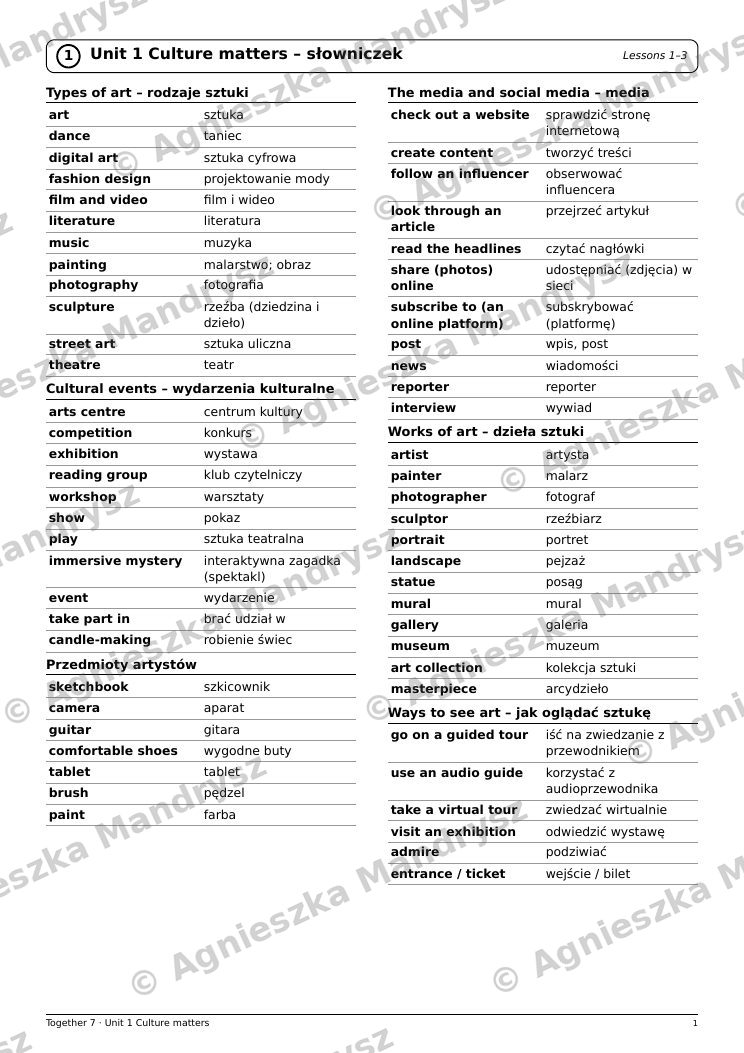 1 Unit 1 Culture matters – słowniczek Lessons 1–3
Types of art – rodzaje sztuki
art sztuka
dance taniec
digital art sztuka cyfrowa
fashion design projektowanie mody
film and video film i wideo
literature literatura
music muzyka
painting malarstwo; obraz
photography fotografia
sculpture rzeźba (dziedzina i
dzieło)
street art sztuka uliczna
theatre teatr
Cultural events – wydarzenia kulturalne
arts centre centrum kultury
competition konkurs
exhibition wystawa
reading group klub czytelniczy
workshop warsztaty
show pokaz
play sztuka teatralna
immersive mystery interaktywna zagadka
(spektakl)
event wydarzenie
take part in brać udział w
candle-making robienie świec
Przedmioty artystów
sketchbook szkicownik
camera aparat
guitar gitara
comfortable shoes wygodne buty
tablet tablet
brush pędzel
paint farba
The media and social media – media
check out a website sprawdzić stronę
internetową
create content tworzyć treści
follow an influencer obserwować
influencera
look through an przejrzeć artykuł
article
read the headlines czytać nagłówki
share (photos) udostępniać (zdjęcia) w
online sieci
subscribe to (an subskrybować
online platform) (platformę)
post wpis, post
news wiadomości
reporter reporter
interview wywiad
Works of art – dzieła sztuki
artist artysta
painter malarz
photographer fotograf
sculptor rzeźbiarz
portrait portret
landscape pejzaż
statue posąg
mural mural
gallery galeria
museum muzeum
art collection kolekcja sztuki
masterpiece arcydzieło
Ways to see art – jak oglądać sztukę
go on a guided tour iść na zwiedzanie z
przewodnikiem
use an audio guide korzystać z
audioprzewodnika
take a virtual tour zwiedzać wirtualnie
visit an exhibition odwiedzić wystawę
admire podziwiać
entrance / ticket wejście / bilet
Together 7 · Unit 1 Culture matters 1
© Agnieszka Mandrysz
© Agnieszka Mandrysz
© Agnieszka Mandrysz
© Agnieszka Mandrysz
© Agnieszka Mandrysz
© Agnieszka Mandrysz